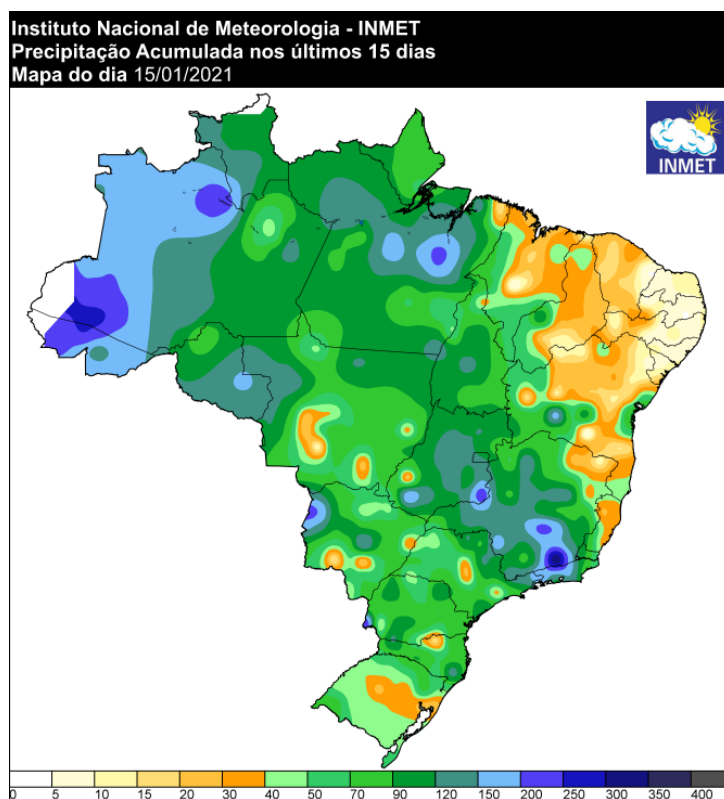 Instituto Nacional de Meteorologia - INMET
Precipitação Acumulada nos últimos 15 dias
Mapa do dia 15/01/2021
INMET
0 5 10 15 20 30 40 50 70 90 120 150 200 250 300 350 400